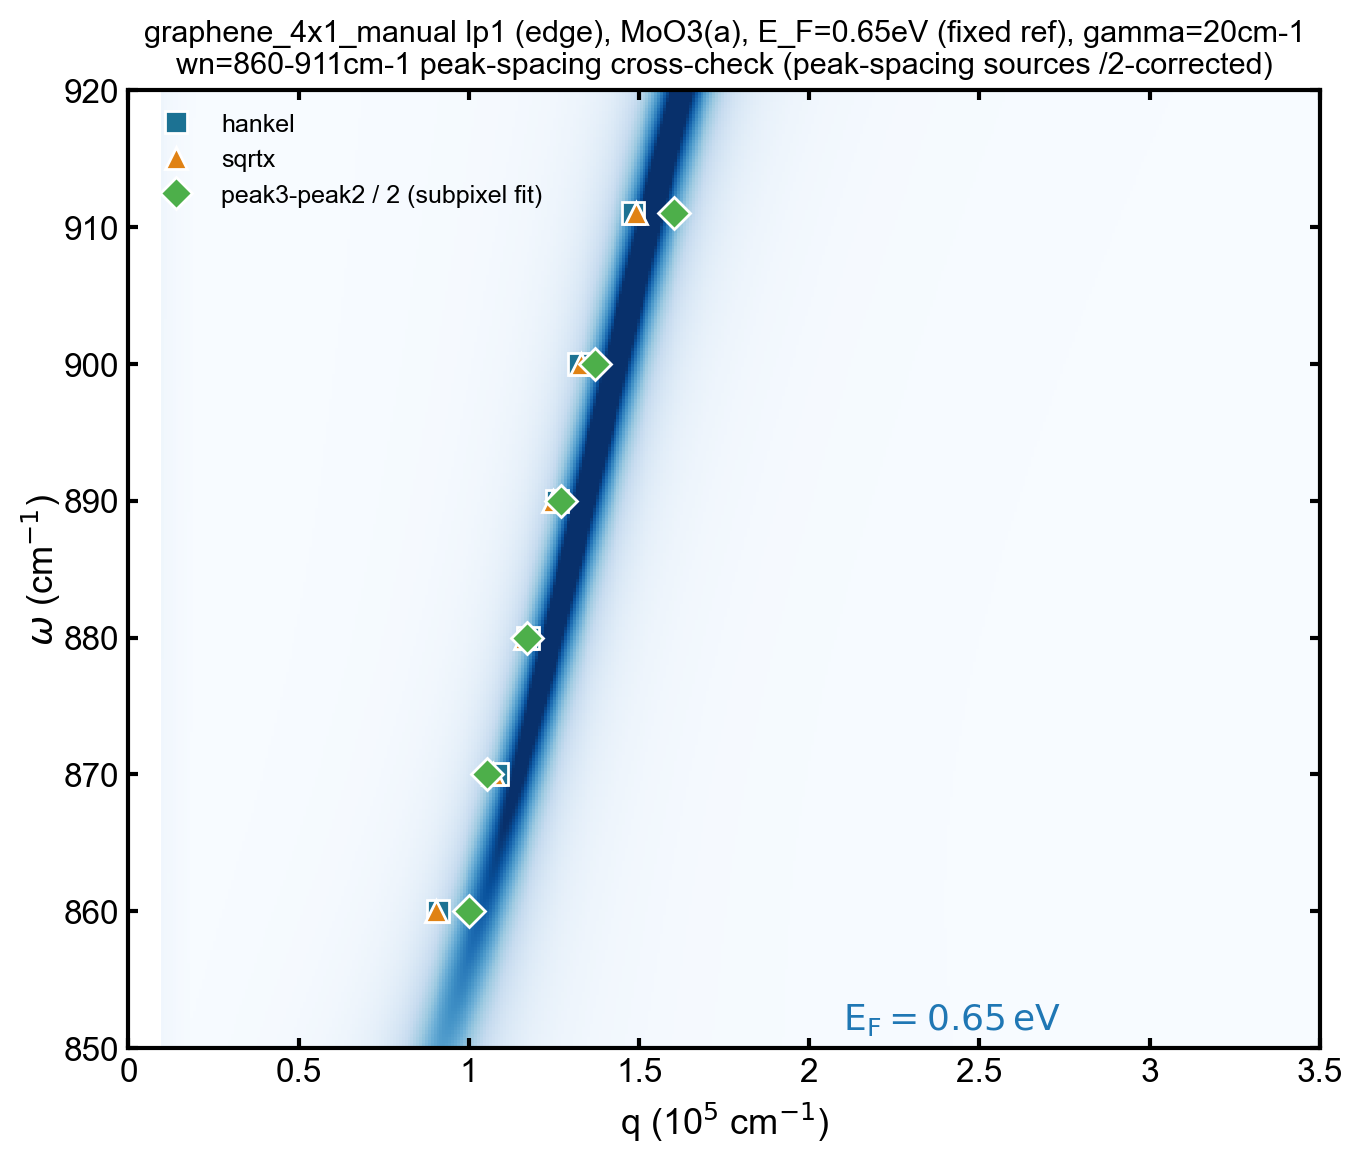 graphene_4x1_manual lp1 (edge), MoO3(a), E_F=0.65eV (fixed ref), gamma=20cm-1
wn=860-911cm-1 peak-spacing cross-check (peak-spacing sources /2-corrected)
920
910
900
890
880
870
860
850
ω (cm⁻¹)
hankel
sqrtx
peak3-peak2 / 2 (subpixel fit)
E_F = 0.65 eV
0 0.5 1 1.5 2 2.5 3 3.5
q (10⁵ cm⁻¹)